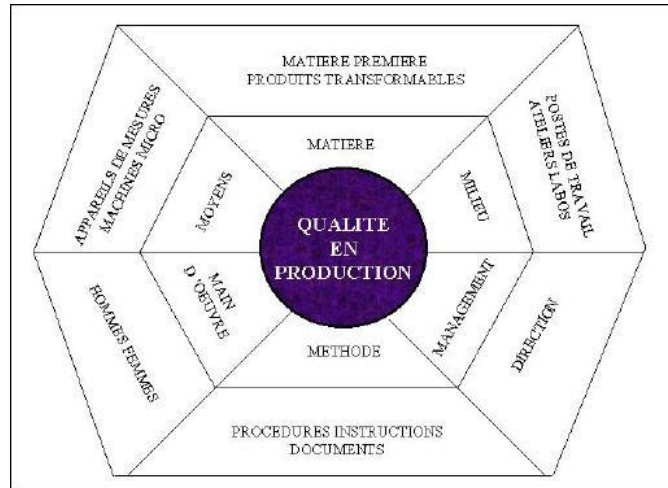 MATIERE PREMIERE
PRODUITS TRANSFORMABLES
MATIERE
APPAREILS DE MESURES
MACHINES MICRO
MOYENS
MILIEU
POSTES DE TRAVAIL
ATELIERS LABOS
QUALITE
EN
PRODUCTION
HOMMES FEMMES
MAIN
D'OEUVRE
METHODE
MANAGEMENT
DIRECTION
PROCEDURES INSTRUCTIONS
DOCUMENTS